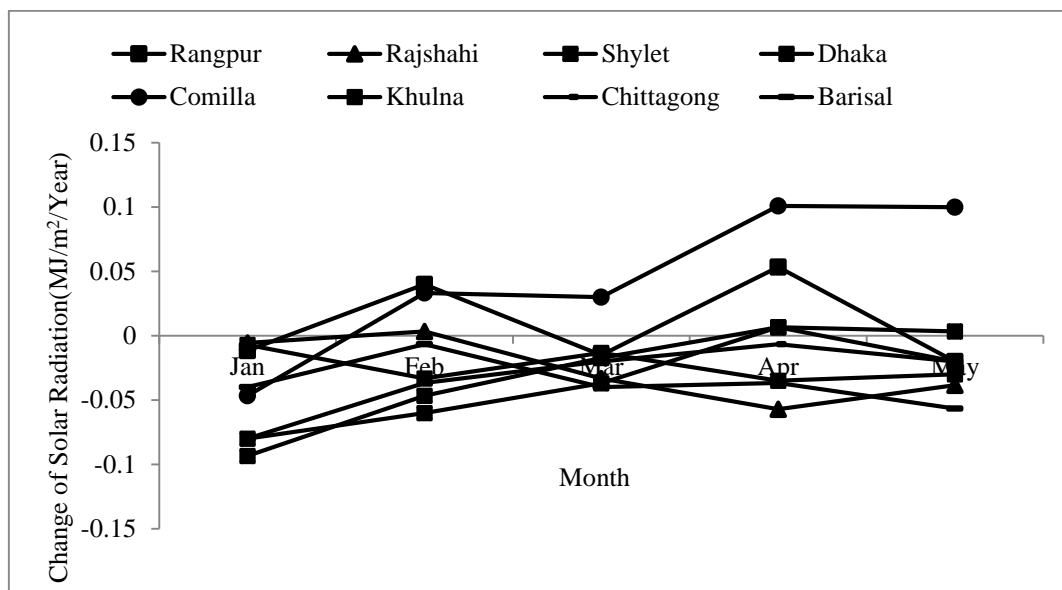 Rangpur Rajshahi Shylet Dhaka
Comilla Khulna Chittagong Barisal
Change of Solar Radiation(MJ/m²/Year)
0.15
0.1
0.05
0
-0.05
-0.1
-0.15
Jan Feb Mar Apr May
Month